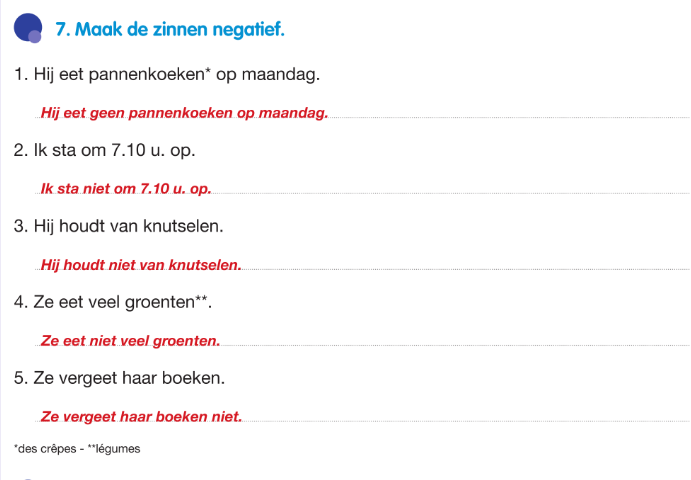 7. Maak de zinnen negatief.
1. Hij eet pannenkoeken* op maandag.
Hij eet geen pannenkoeken op maandag.
2. Ik sta om 7.10 u. op.
Ik sta niet om 7.10 u. op.
3. Hij houdt van knutselen.
Hij houdt niet van knutselen.
4. Ze eet veel groenten**.
Ze eet niet veel groenten.
5. Ze vergeet haar boeken.
Ze vergeet haar boeken niet.
*des crêpes - **légumes